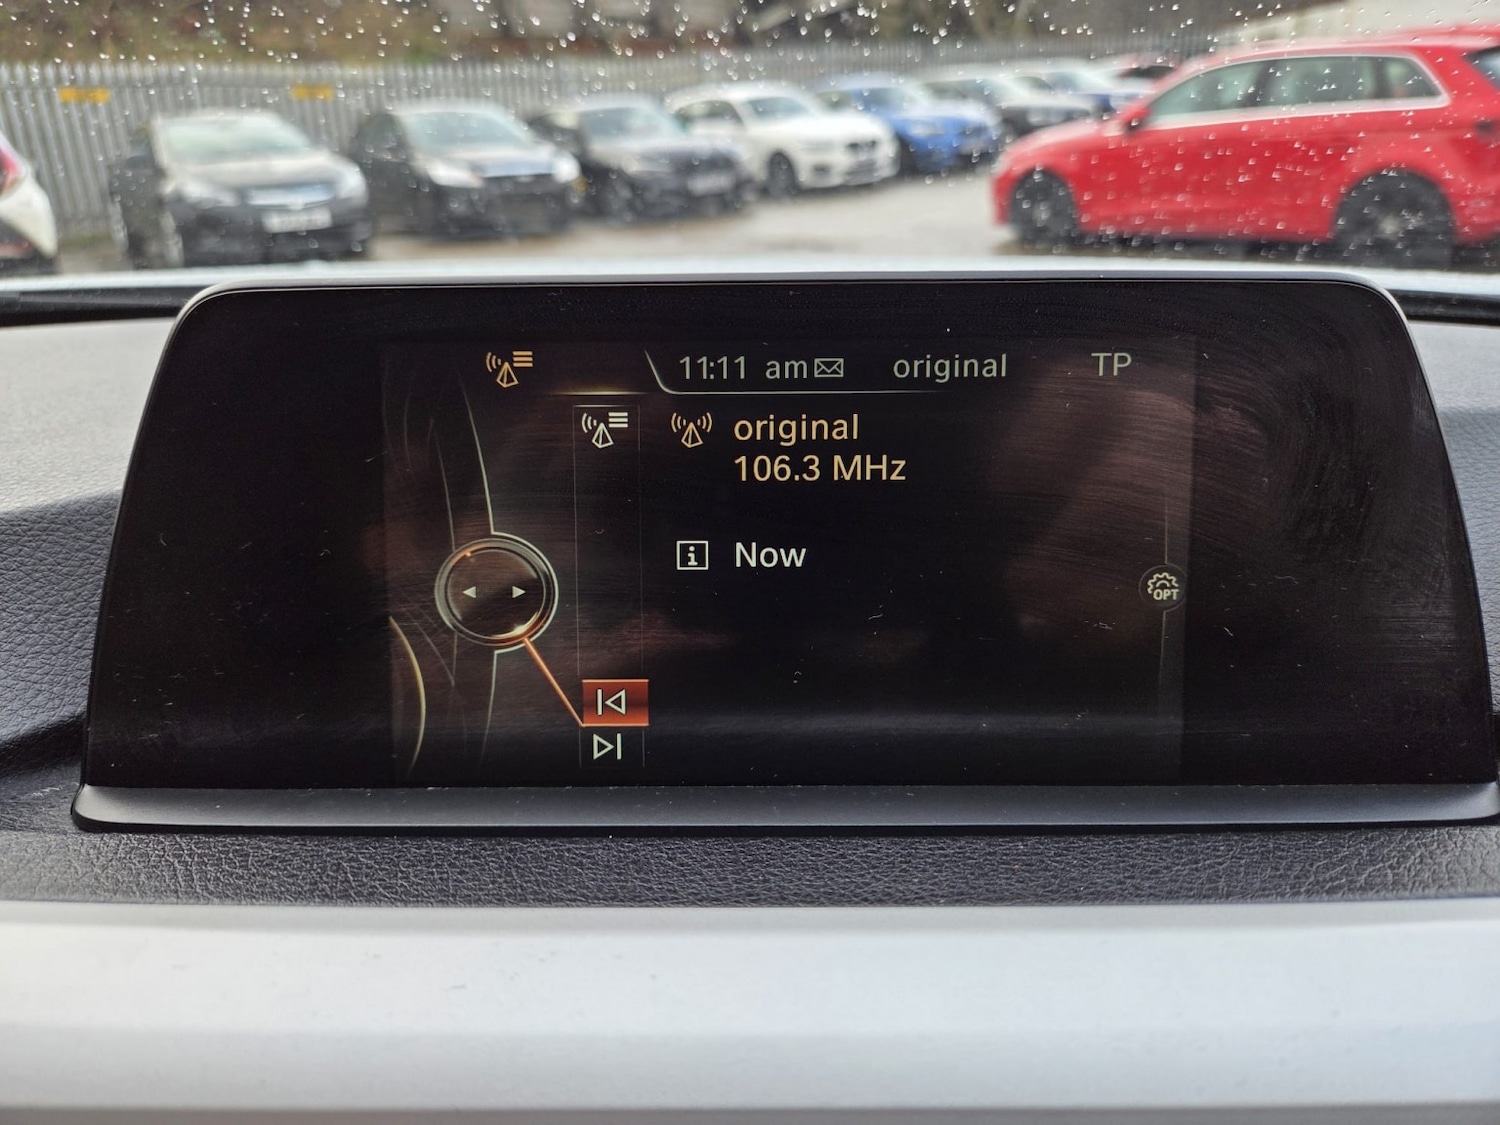 11:11 am original TP
original
106.3 MHz
i Now
OPT